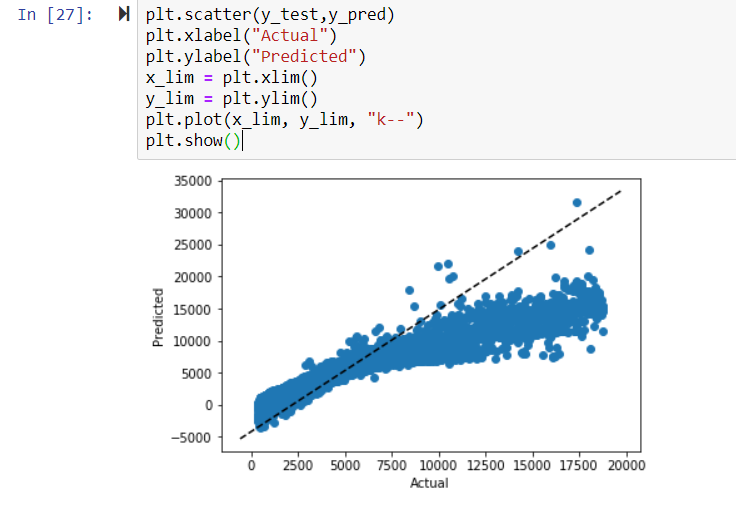 In [27]:
plt.scatter(y_test,y_pred)
plt.xlabel("Actual")
plt.ylabel("Predicted")
x_lim = plt.xlim()
y_lim = plt.ylim()
plt.plot(x_lim, y_lim, "k--")
plt.show()
35000
30000
25000
20000
15000
10000
5000
0
−5000
Predicted
0 2500 5000 7500 10000 12500 15000 17500 20000
Actual